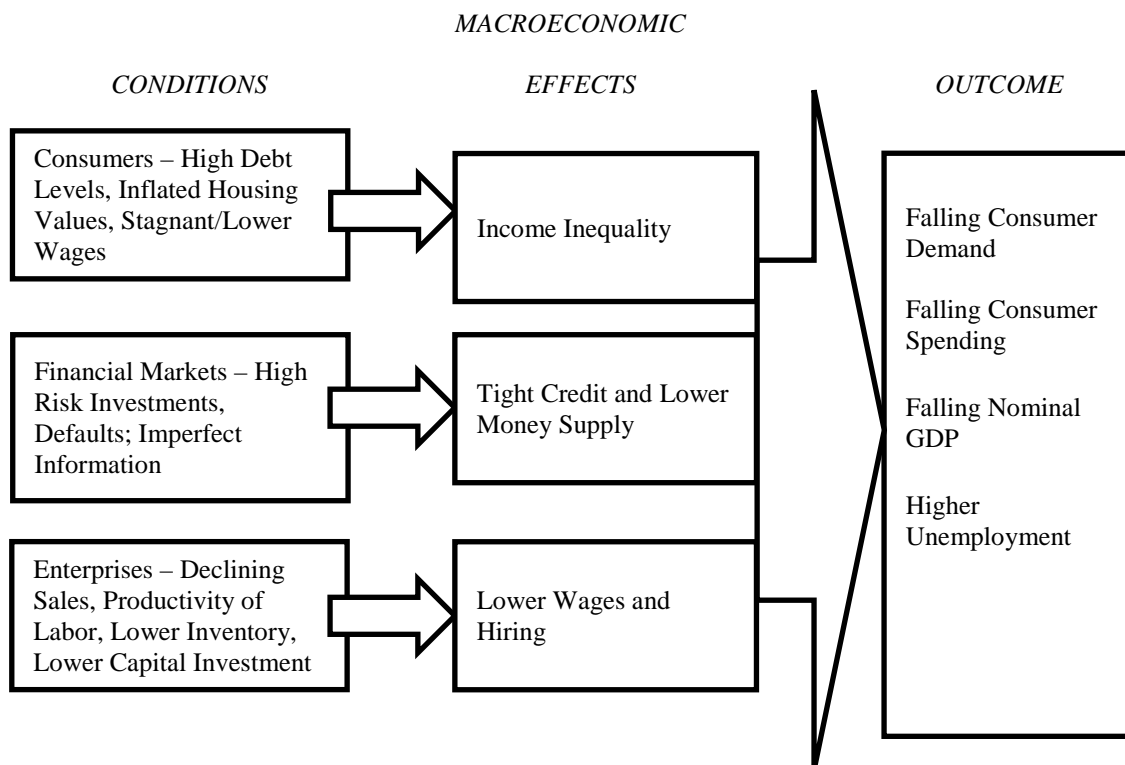 MACROECONOMIC
CONDITIONS
EFFECTS
OUTCOME
Consumers – High Debt
Levels, Inflated Housing
Values, Stagnant/Lower
Wages
Income Inequality
Financial Markets – High
Risk Investments,
Defaults; Imperfect
Information
Tight Credit and Lower
Money Supply
Enterprises – Declining
Sales, Productivity of
Labor, Lower Inventory,
Lower Capital Investment
Lower Wages and
Hiring
Falling Consumer
Demand
Falling Consumer
Spending
Falling Nominal
GDP
Higher
Unemployment